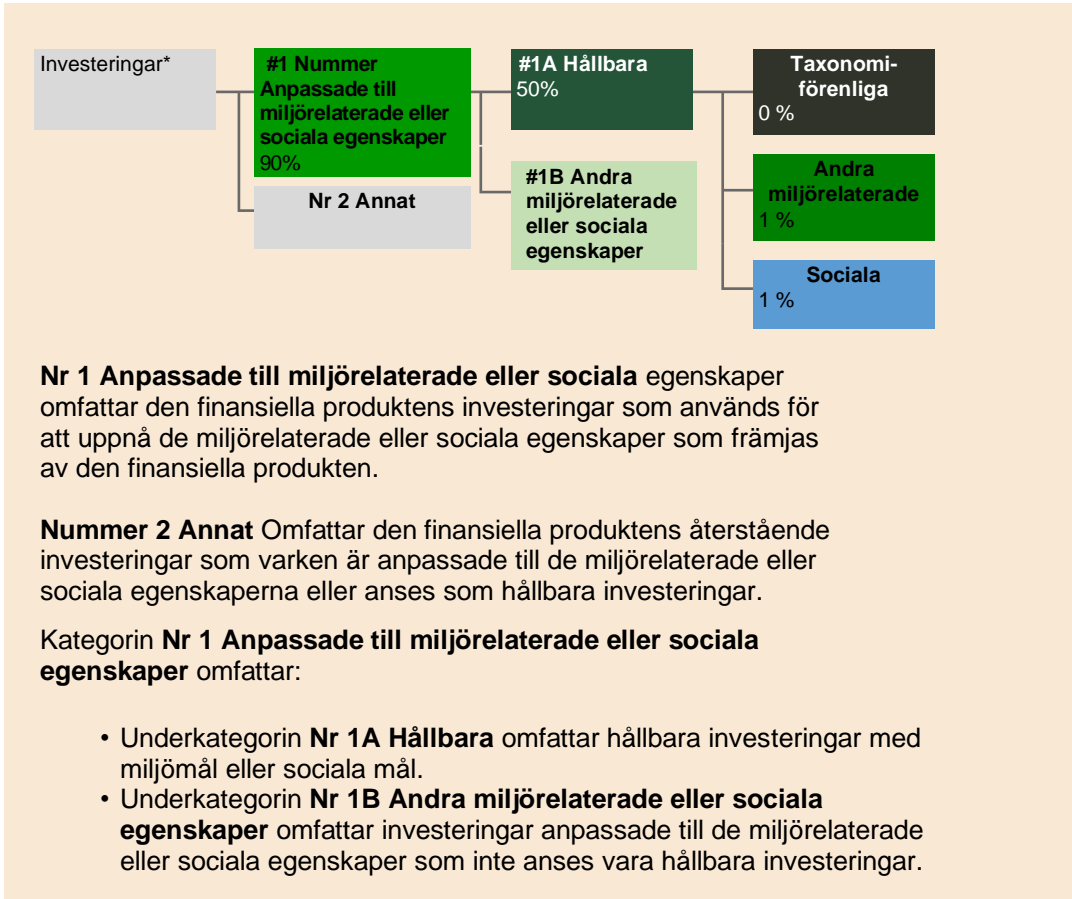 Investeringar*
#1 Nummer
Anpassade till
miljörelaterade eller
sociala egenskaper
90%
Nr 2 Annat
#1A Hållbara
50%
#1B Andra
miljörelaterade
eller sociala
egenskaper
Taxonomi-
förenliga
0 %
Andra
miljörelaterade
1 %
Sociala
1 %
Nr 1 Anpassade till miljörelaterade eller sociala egenskaper
omfattar den finansiella produktens investeringar som används för
att uppnå de miljörelaterade eller sociala egenskaper som främjas
av den finansiella produkten.
Nummer 2 Annat Omfattar den finansiella produktens återstående
investeringar som varken är anpassade till de miljörelaterade eller
sociala egenskaperna eller anses som hållbara investeringar.
Kategorin Nr 1 Anpassade till miljörelaterade eller sociala
egenskaper omfattar:
• Underkategorin Nr 1A Hållbara omfattar hållbara investeringar med
miljömål eller sociala mål.
• Underkategorin Nr 1B Andra miljörelaterade eller sociala
egenskaper omfattar investeringar anpassade till de miljörelaterade
eller sociala egenskaper som inte anses vara hållbara investeringar.